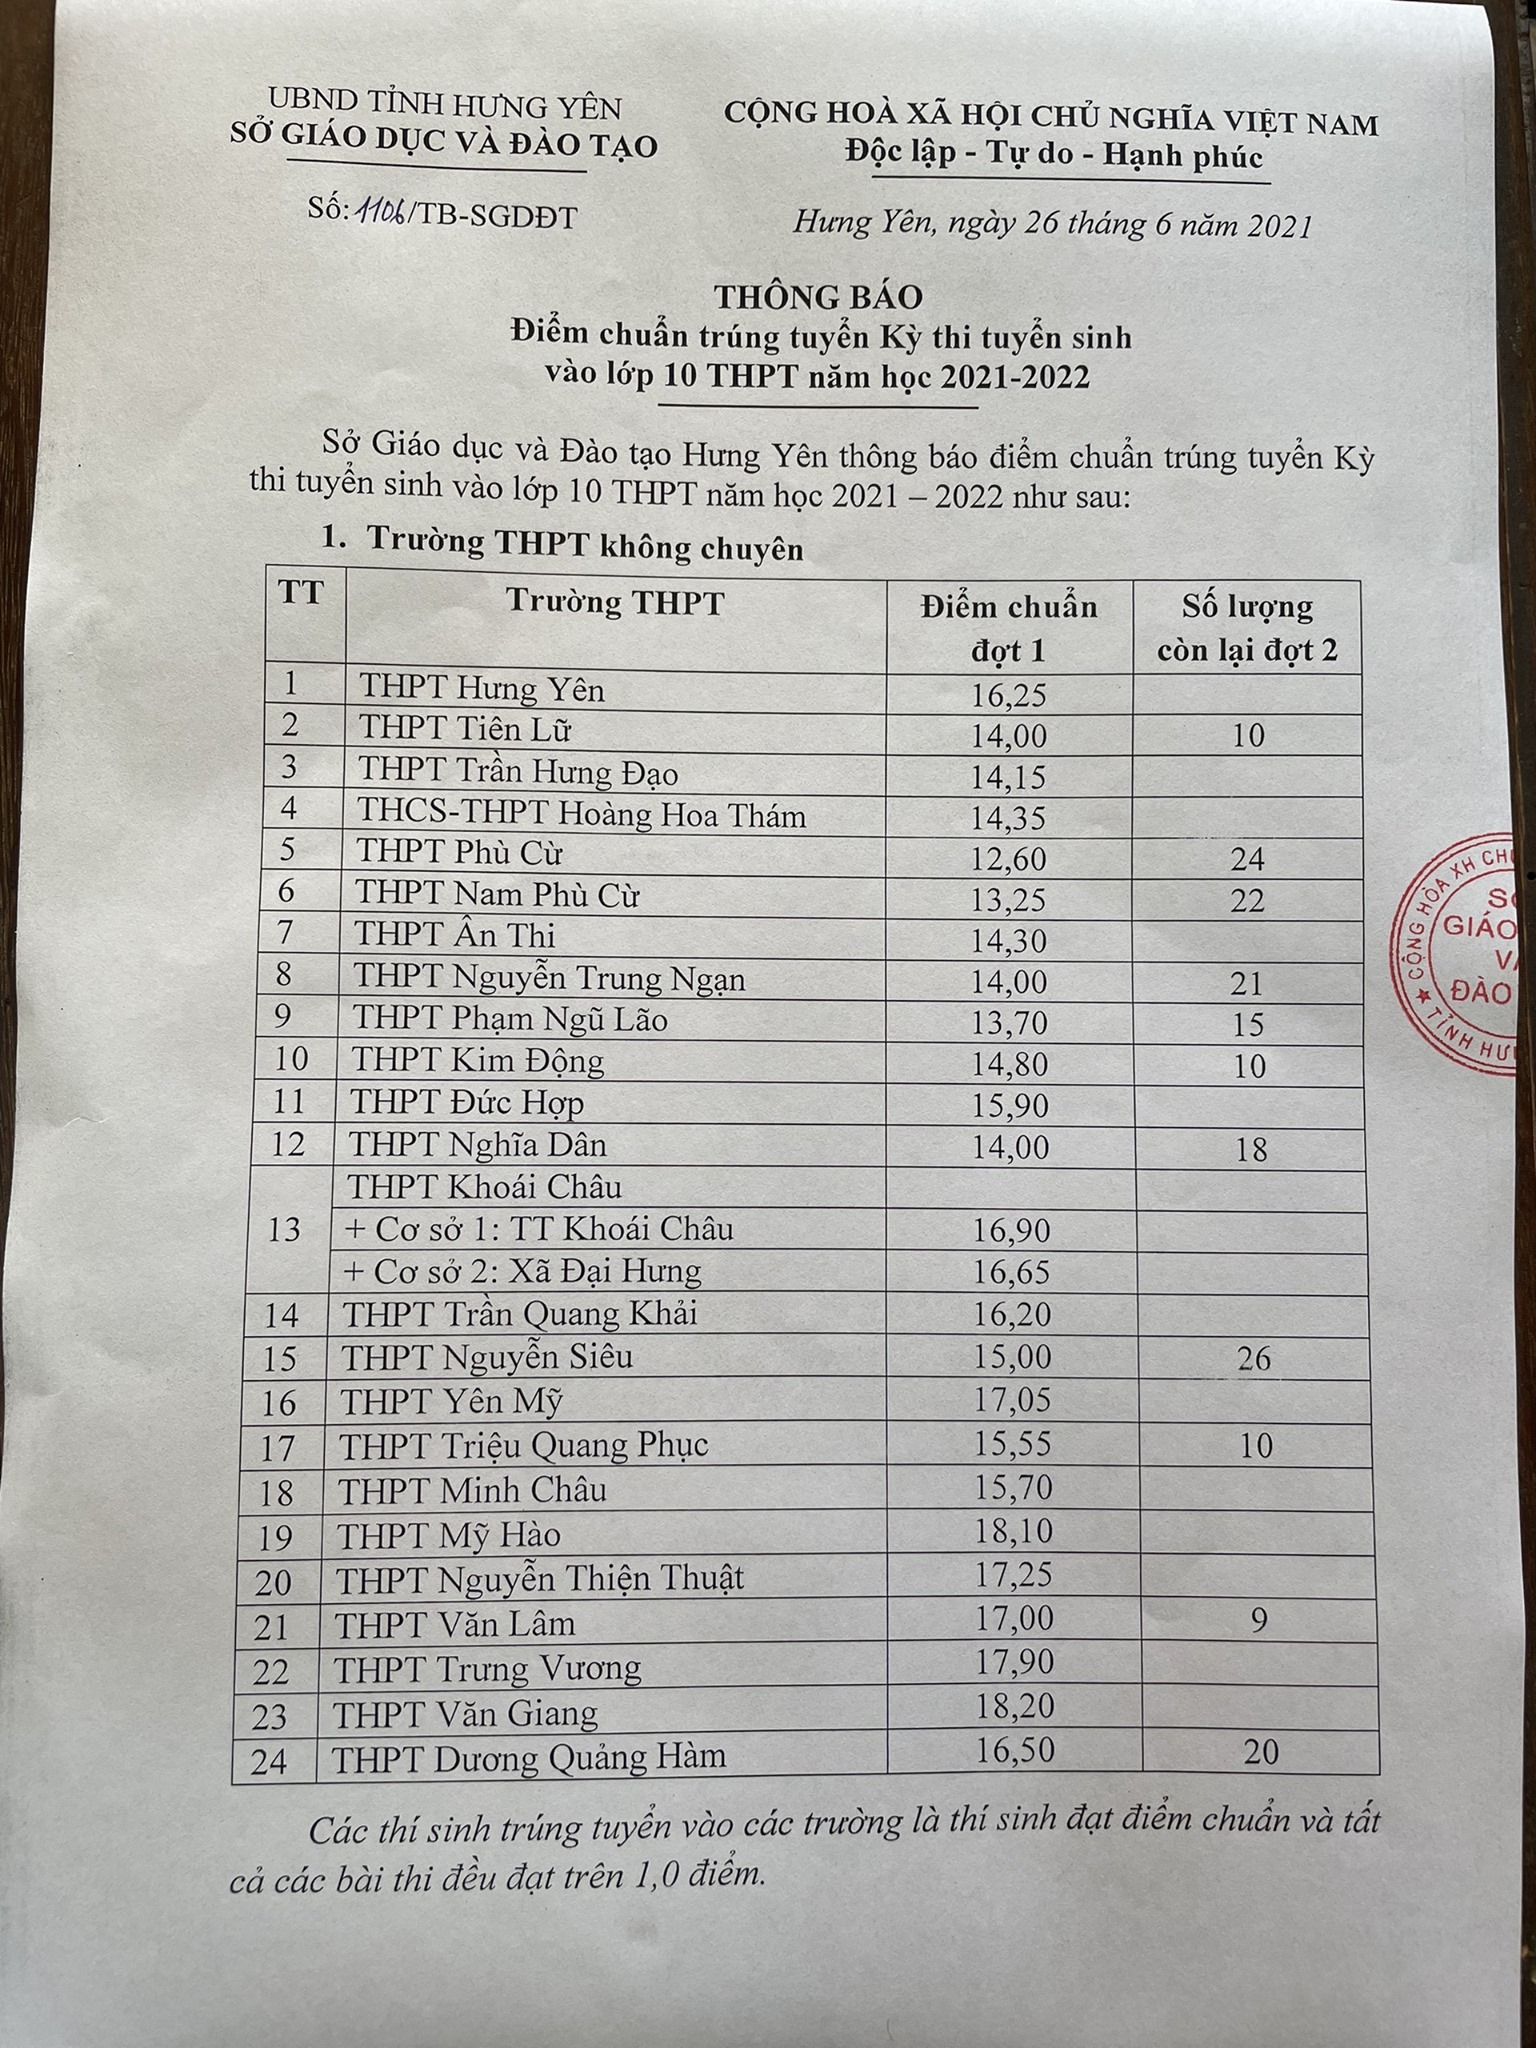 UBND TỈNH HƯNG YÊN
SỞ GIÁO DỤC VÀ ĐÀO TẠO
CỘNG HOÀ XÃ HỘI CHỦ NGHĨA VIỆT NAM
Độc lập - Tự do - Hạnh phúc
Số: 1106/TB-SGDĐT
Hưng Yên, ngày 26 tháng 6 năm 2021
THÔNG BÁO
Điểm chuẩn trúng tuyển Kỳ thi tuyển sinh
vào lớp 10 THPT năm học 2021-2022
Sở Giáo dục và Đào tạo Hưng Yên thông báo điểm chuẩn trúng tuyển Kỳ
thi tuyển sinh vào lớp 10 THPT năm học 2021 – 2022 như sau:
1. Trường THPT không chuyên
TT Trường THPT Điểm chuẩn đợt 1 Số lượng còn lại đợt 2
1 THPT Hưng Yên 16,25
2 THPT Tiên Lữ 14,00 10
3 THPT Trần Hưng Đạo 14,15
4 THCS-THPT Hoàng Hoa Thám 14,35
5 THPT Phù Cừ 12,60 24
6 THPT Nam Phù Cừ 13,25 22
7 THPT Ân Thi 14,30
8 THPT Nguyễn Trung Ngạn 14,00 21
9 THPT Phạm Ngũ Lão 13,70 15
10 THPT Kim Động 14,80 10
11 THPT Đức Hợp 15,90
12 THPT Nghĩa Dân 14,00 18
13 THPT Khoái Châu
+ Cơ sở 1: TT Khoái Châu 16,90
+ Cơ sở 2: Xã Đại Hưng 16,65
14 THPT Trần Quang Khải 16,20
15 THPT Nguyễn Siêu 15,00 26
16 THPT Yên Mỹ 17,05
17 THPT Triệu Quang Phục 15,55 10
18 THPT Minh Châu 15,70
19 THPT Mỹ Hào 18,10
20 THPT Nguyễn Thiện Thuật 17,25
21 THPT Văn Lâm 17,00 9
22 THPT Trưng Vương 17,90
23 THPT Văn Giang 18,20
24 THPT Dương Quảng Hàm 16,50 20
Các thí sinh trúng tuyển vào các trường là thí sinh đạt điểm chuẩn và tất
cả các bài thi đều đạt trên 1,0 điểm.
CỘNG HÒA XH
GIÁO
ĐÀO
TỈNH